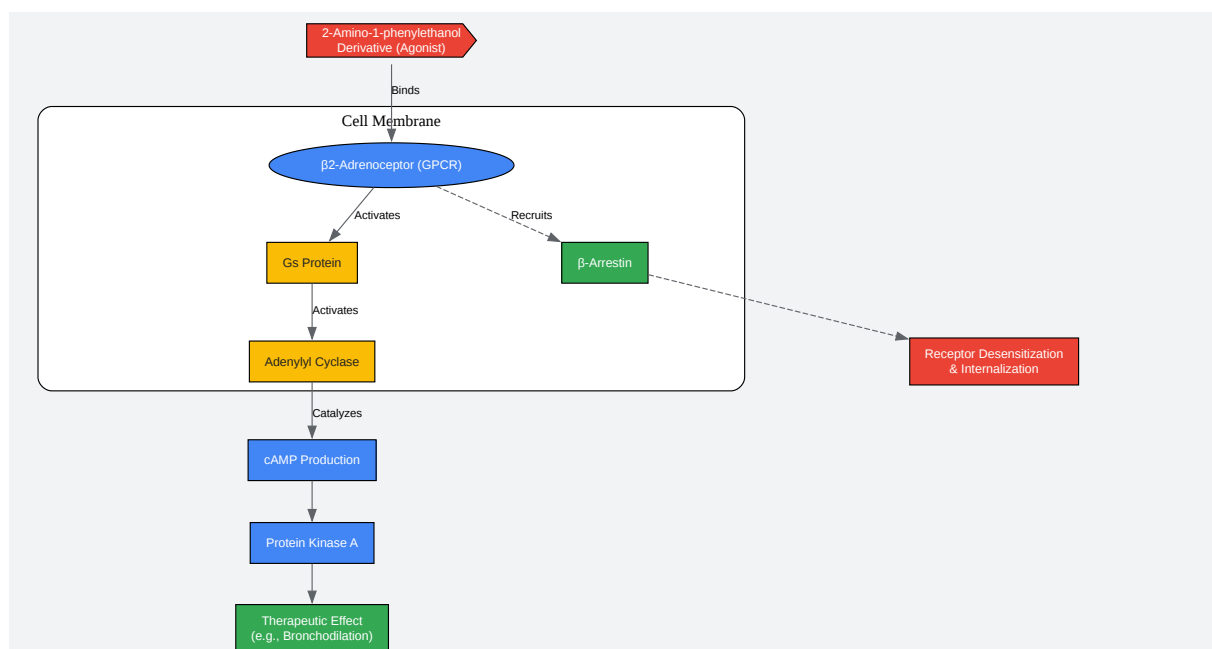 2-Amino-1-phenylethanol
Derivative (Agonist)
Binds
Cell Membrane
β2-Adrenoceptor (GPCR)
Activates
Recruits
Gs Protein
β-Arrestin
Activates
Adenylyl Cyclase
Receptor Desensitization
& Internalization
Catalyzes
cAMP Production
Protein Kinase A
Therapeutic Effect
(e.g., Bronchodilation)